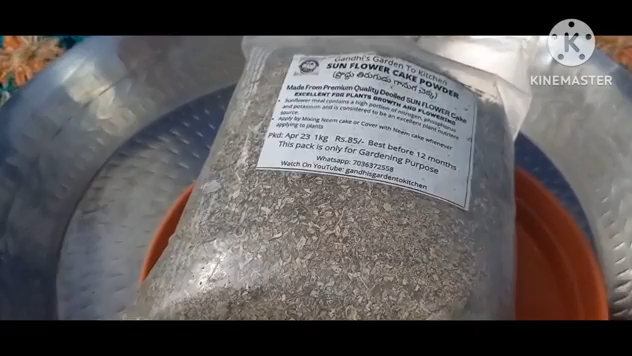 Gandhi's Garden To Kitchen
SUN FLOWER CAKE POWDER
(ప్రొద్దు తిరుగుడు గానుగ చెక్క)
Made From Premium Quality Deoiled SUN FLOWER Cake
EXCELLENT FOR PLANTS GROWTH AND FLOWERING
• Sunflower meal contains a high portion of nitrogen, phosphorus
and potassium and is considered to be an excellent plant nutrient
source.
• Apply by Mixing Neem cake or Cover with Neem cake whenever
applying to plants
Pkd: Apr 23 1kg Rs.85/- Best before 12 months
This pack is only for Gardening Purpose
Whatsapp: 7036372558
Watch On YouTube: gandhisgardentokitchen
K
KINEMASTER